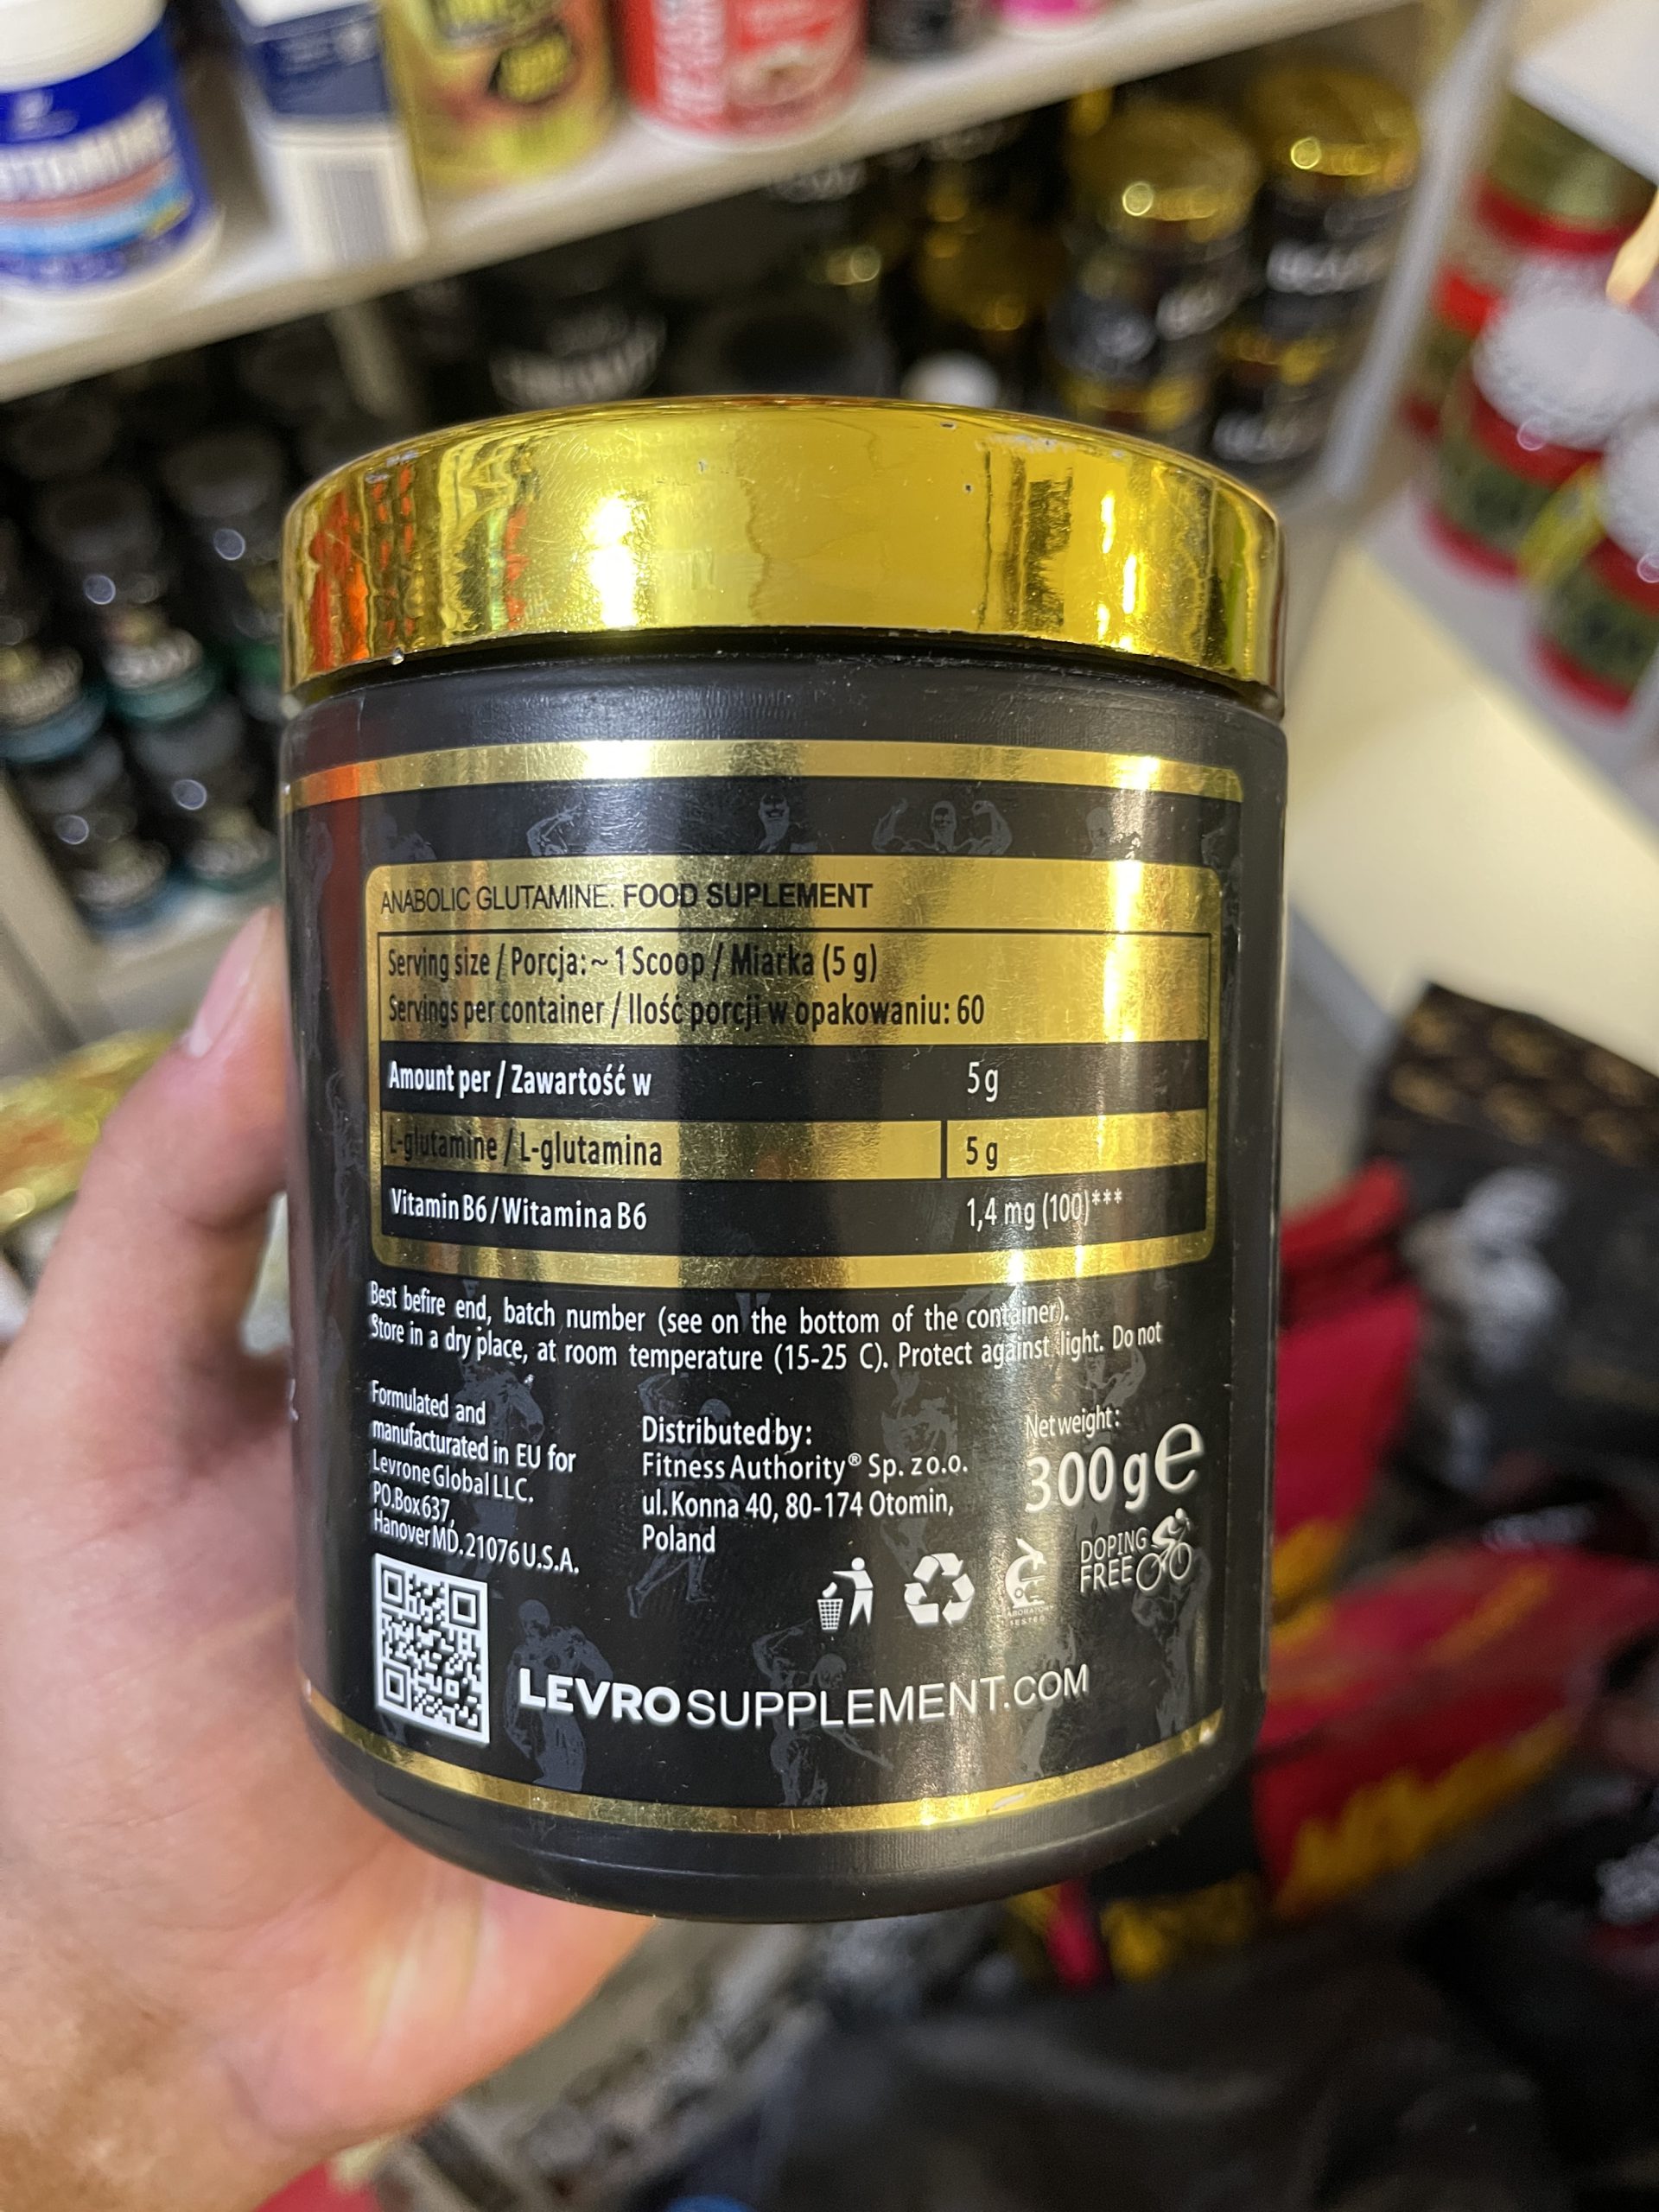 ANABOLIC GLUTAMINE. FOOD SUPLEMENT
Serving size / Porcja: ~ 1 Scoop / Miarka (5 g)
Servings per container / Ilość porcji w opakowaniu: 60
Amount per / Zawartość w 5 g
L-glutamine / L-glutamina 5 g
Vitamin B6 / Witamina B6 1,4 mg (100)***
Best befire end, batch number (see on the bottom of the container).
Store in a dry place, at room temperature (15-25 C). Protect against light. Do not
Formulated and
manufacturated in EU for
Levrone Global LLC.
PO.Box 637,
Hanover MD. 21076 U.S.A.
Distributed by:
Fitness Authority® Sp. z o.o.
ul. Konna 40, 80-174 Otomin,
Poland
Net weight:
300 g e
DOPING
FREE
LABORATORY
TESTED
LEVROSUPPLEMENT.COM